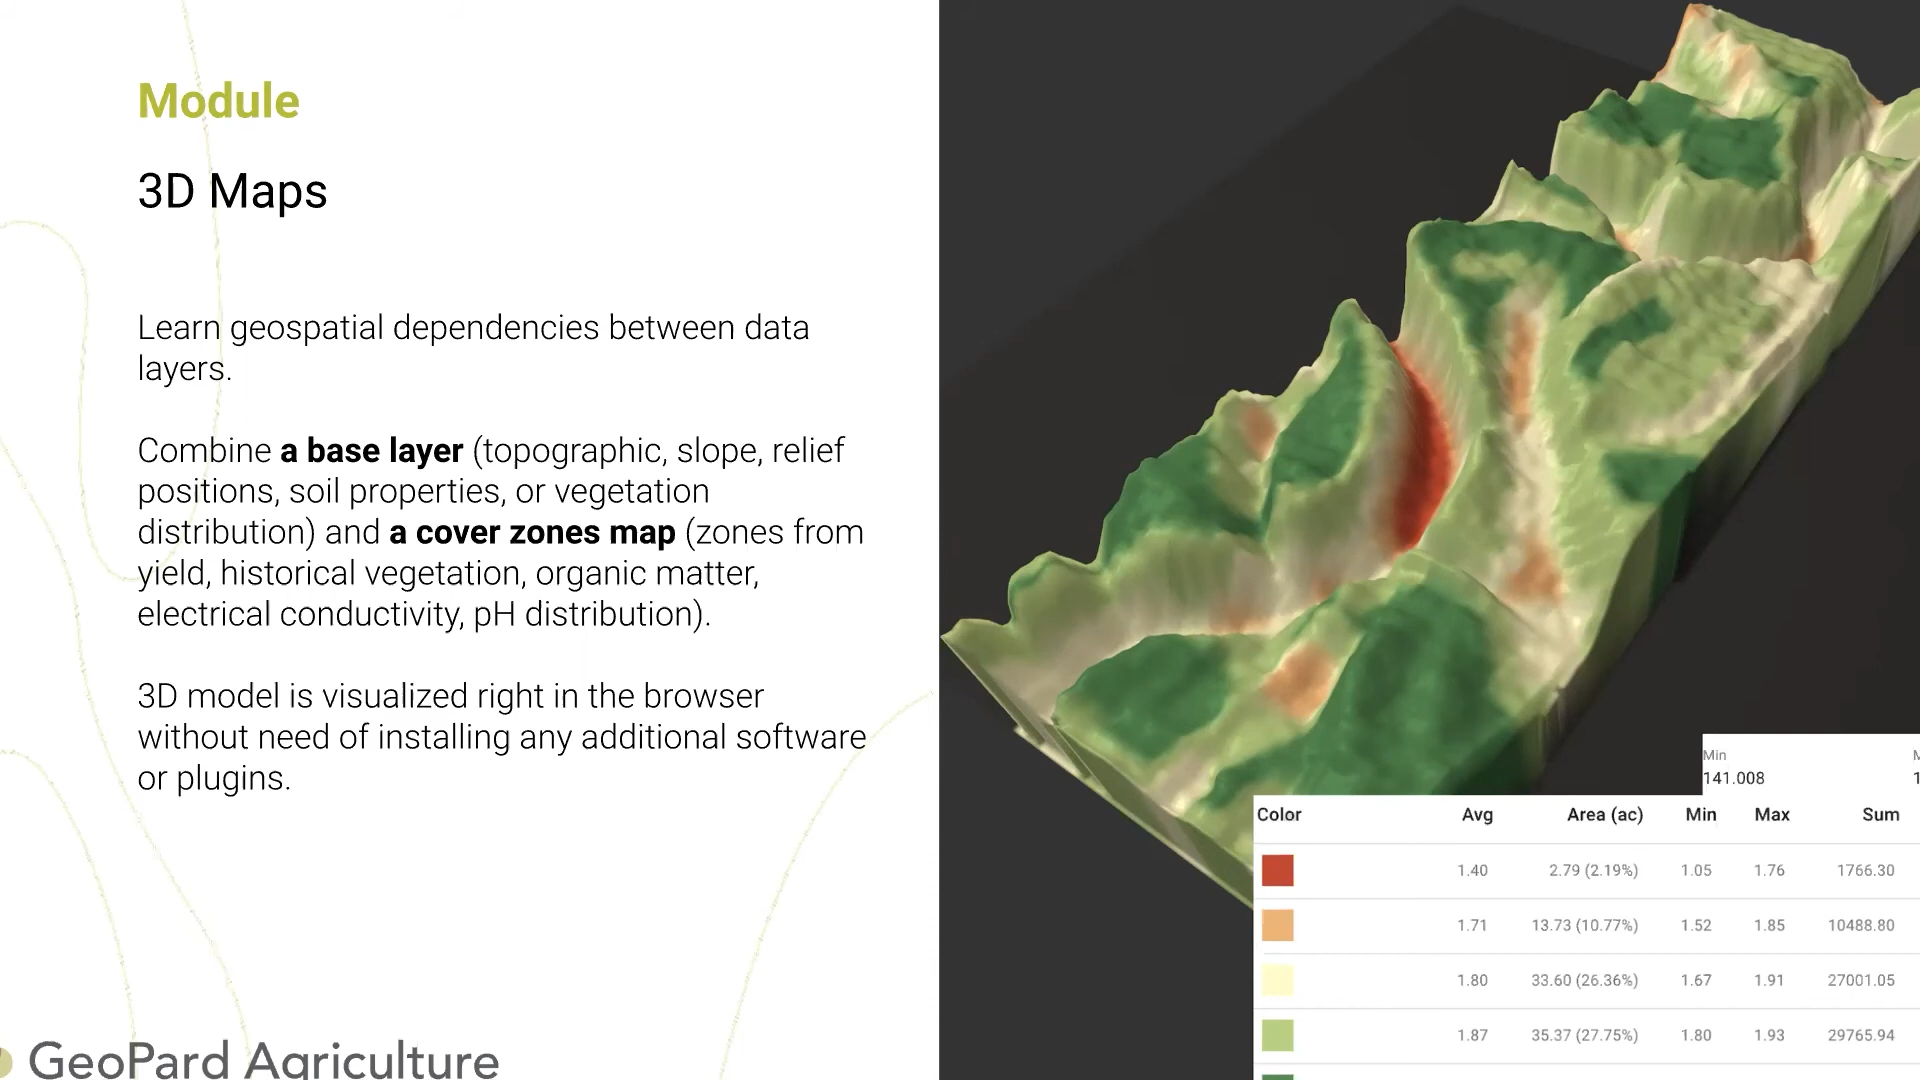 Module
3D Maps
Learn geospatial dependencies between data
layers.
Combine a base layer (topographic, slope, relief
positions, soil properties, or vegetation
distribution) and a cover zones map (zones from
yield, historical vegetation, organic matter,
electrical conductivity, pH distribution).
3D model is visualized right in the browser
without need of installing any additional software
or plugins.
GeoPard Agriculture
Min
141.008
Color Avg Area (ac) Min Max Sum
1.40 2.79 (2.19%) 1.05 1.76 1766.30
1.71 13.73 (10.77%) 1.52 1.85 10488.80
1.80 33.60 (26.36%) 1.67 1.91 27001.05
1.87 35.37 (27.75%) 1.80 1.93 29765.94